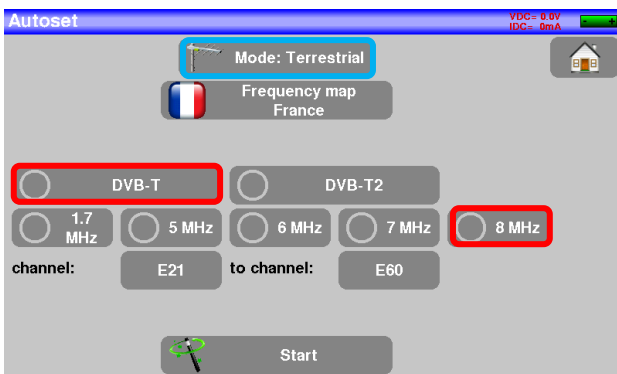 Autoset
VDC= 0.0V
IDC= 0mA
- +
Mode: Terrestrial
Frequency map
France
DVB-T
DVB-T2
1.7
MHz
5 MHz
6 MHz
7 MHz
8 MHz
channel:
E21
to channel:
E60
Start